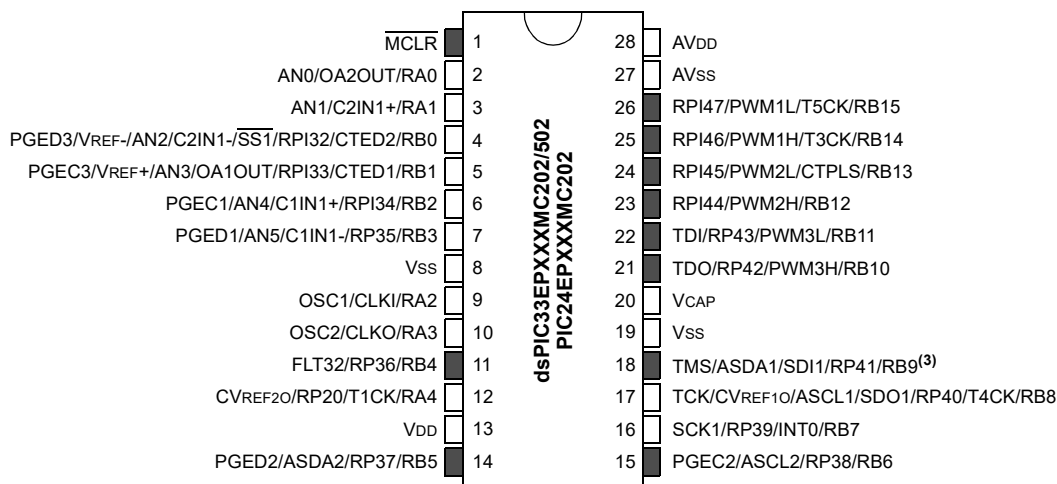 MCLR 1
AN0/OA2OUT/RA0 2
AN1/C2IN1+/RA1 3
PGED3/VREF-/AN2/C2IN1-/SS1/RPI32/CTED2/RB0 4
PGEC3/VREF+/AN3/OA1OUT/RPI33/CTED1/RB1 5
PGEC1/AN4/C1IN1+/RPI34/RB2 6
PGED1/AN5/C1IN1-/RP35/RB3 7
VSS 8
OSC1/CLKI/RA2 9
OSC2/CLKO/RA3 10
FLT32/RP36/RB4 11
CVREF2O/RP20/T1CK/RA4 12
VDD 13
PGED2/ASDA2/RP37/RB5 14
dsPIC33EPXXXMC202/502
PIC24EPXXXMC202
28 AVDD
27 AVSS
26 RPI47/PWM1L/T5CK/RB15
25 RPI46/PWM1H/T3CK/RB14
24 RPI45/PWM2L/CTPLS/RB13
23 RPI44/PWM2H/RB12
22 TDI/RP43/PWM3L/RB11
21 TDO/RP42/PWM3H/RB10
20 VCAP
19 VSS
18 TMS/ASDA1/SDI1/RP41/RB9(3)
17 TCK/CVREF1O/ASCL1/SDO1/RP40/T4CK/RB8
16 SCK1/RP39/INT0/RB7
15 PGEC2/ASCL2/RP38/RB6